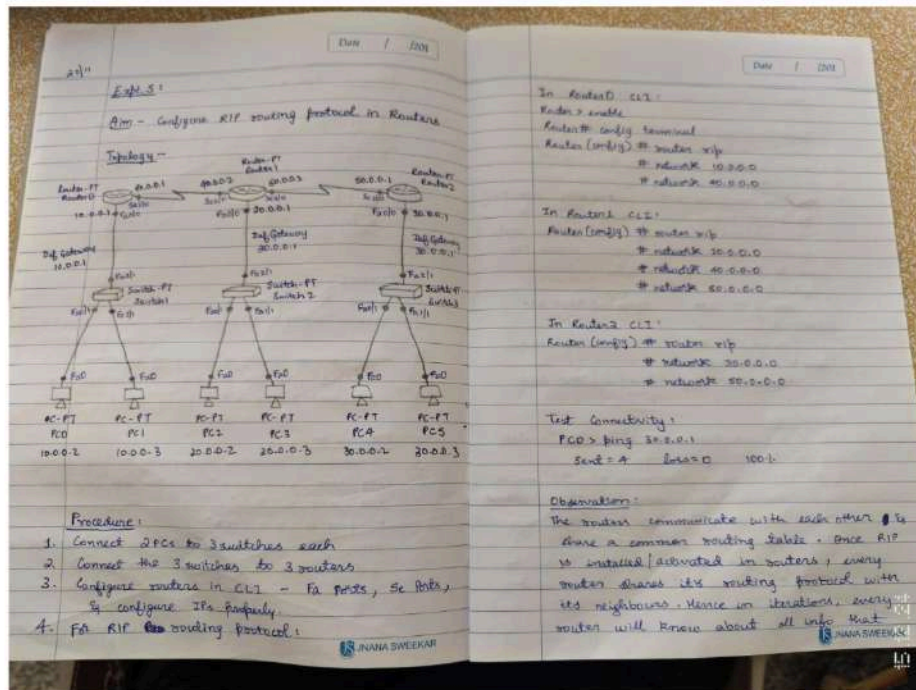 Date / /201
20/11
Expt. 5:
Aim - Configure RIP routing protocol in Routers
Topology -
Router-PT
Router0
40.0.0.1
Se2/0
10.0.0.1
40.0.0.2
Router-PT
Router1
50.0.0.2
Se2/0
Se3/0
Fa0/0
20.0.0.1
50.0.0.1
Router-PT
Router2
Se2/0
Fa0/0
30.0.0.1
Def Gateway
10.0.0.1
Def Gateway
20.0.0.1
Def Gateway
30.0.0.1
Fa2/1
Switch-PT
Switch1
Fa0/1
Fa1/1
Fa2/1
Switch-PT
Switch2
Fa0/1
Fa1/1
Fa2/1
Switch-PT
Switch3
Fa0/1
Fa1/1
Fa0 Fa0 Fa0 Fa0 Fa0 Fa0
PC-PT PC-PT PC-PT PC-PT PC-PT PC-PT
PC0 PC1 PC2 PC3 PC4 PC5
10.0.0.2 10.0.0.3 20.0.0.2 20.0.0.3 30.0.0.2 30.0.0.3
Procedure:
1. Connect 2 PCs to 3 switches each
2. Connect the 3 switches to 3 routers
3. Configure routers in CLI - Fa Ports, Se Ports,
& configure IPs properly.
4. For RIP routing protocol:
JNANA SWEEKAR
Date / /201
In Router0 CLI:
Router > enable
Router# config terminal
Router (config) # router rip
# network 10.0.0.0
# network 40.0.0.0
In Router1 CLI:
Router (config) # router rip
# network 20.0.0.0
# network 40.0.0.0
# network 50.0.0.0
In Router2 CLI:
Router (config) # router rip
# network 30.0.0.0
# network 50.0.0.0
Test Connectivity:
PC0 > ping 30.0.0.1
Sent = 4 loss = 0 100%
Observation:
The routers communicate with each other &
share a common routing table. Once RIP
is installed/activated in routers, every
router shares its routing protocol with
its neighbours. Hence in iterations, every
router will know about all info that
JNANA SWEEKAR